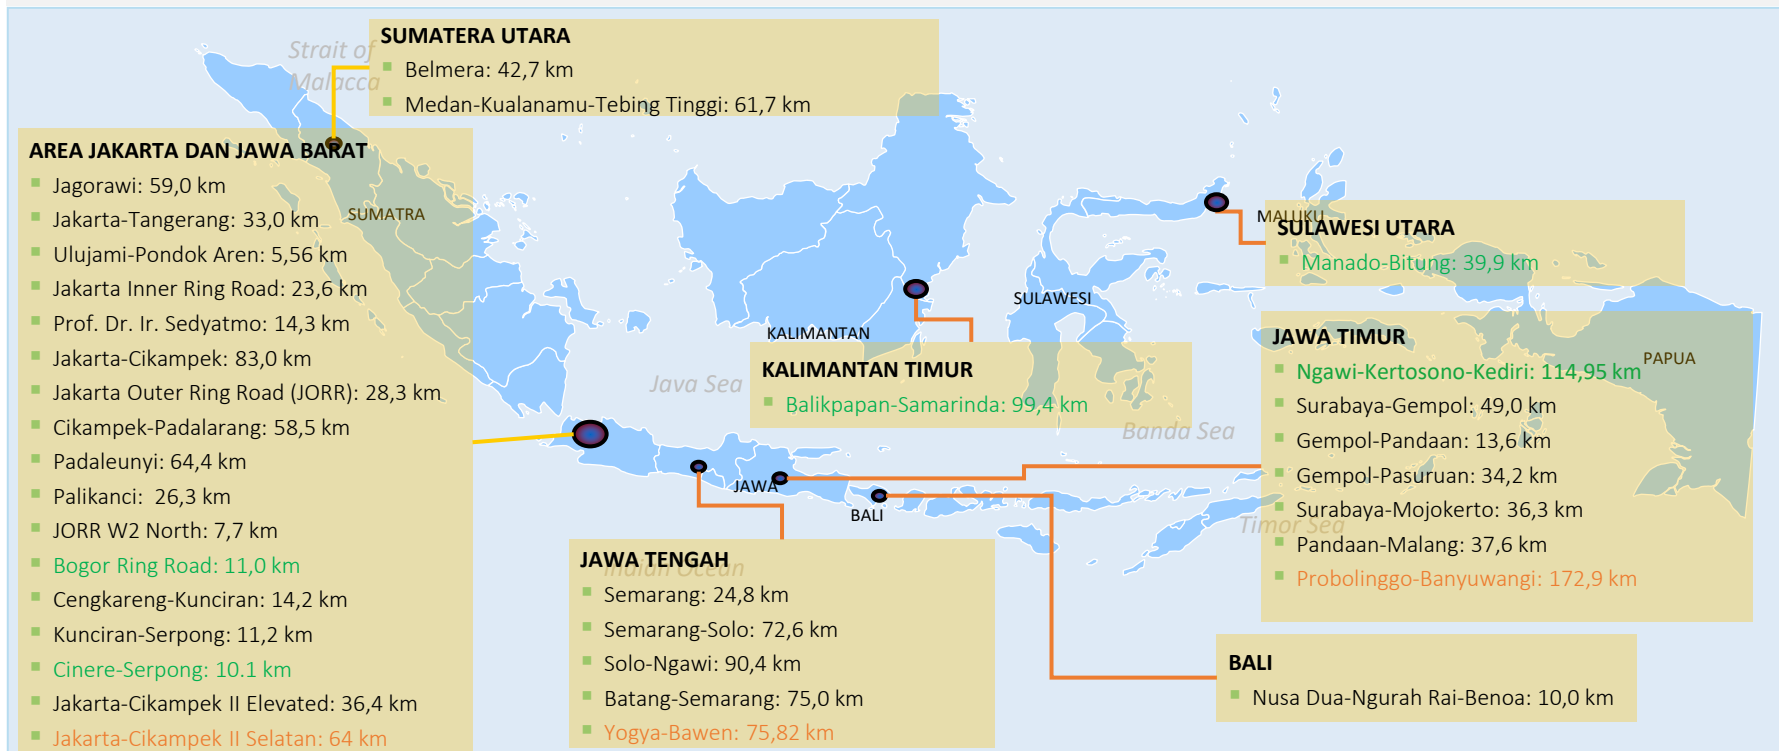 Strait of
Malacca
SUMATERA UTARA
Belmera: 42,7 km
Medan-Kualanamu-Tebing Tinggi: 61,7 km
AREA JAKARTA DAN JAWA BARAT
Jagorawi: 59,0 km
Jakarta-Tangerang: 33,0 km
Ulujami-Pondok Aren: 5,56 km
Jakarta Inner Ring Road: 23,6 km
Prof. Dr. Ir. Sedyatmo: 14,3 km
Jakarta-Cikampek: 83,0 km
Jakarta Outer Ring Road (JORR): 28,3 km
Cikampek-Padalarang: 58,5 km
Padaleunyi: 64,4 km
Palikanci:  26,3 km
JORR W2 North: 7,7 km
Bogor Ring Road: 11,0 km
Cengkareng-Kunciran: 14,2 km
Kunciran-Serpong: 11,2 km
Cinere-Serpong: 10.1 km
Jakarta-Cikampek II Elevated: 36,4 km
Jakarta-Cikampek II Selatan: 64 km
SUMATRA
KALIMANTAN
SULAWESI
MALUKU
PAPUA
JAWA
BALI
Java Sea
Banda Sea
Timor Sea
Indian Ocean
SULAWESI UTARA
Manado-Bitung: 39,9 km
KALIMANTAN TIMUR
Balikpapan-Samarinda: 99,4 km
JAWA TIMUR
Ngawi-Kertosono-Kediri: 114,95 km
Surabaya-Gempol: 49,0 km
Gempol-Pandaan: 13,6 km
Gempol-Pasuruan: 34,2 km
Surabaya-Mojokerto: 36,3 km
Pandaan-Malang: 37,6 km
Probolinggo-Banyuwangi: 172,9 km
JAWA TENGAH
Semarang: 24,8 km
Semarang-Solo: 72,6 km
Solo-Ngawi: 90,4 km
Batang-Semarang: 75,0 km
Yogya-Bawen: 75,82 km
BALI
Nusa Dua-Ngurah Rai-Benoa: 10,0 km